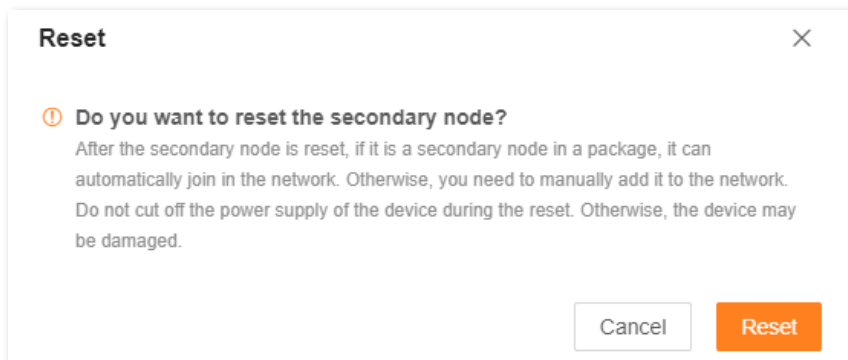 Reset
Do you want to reset the secondary node?
After the secondary node is reset, if it is a secondary node in a package, it can
automatically join in the network. Otherwise, you need to manually add it to the network.
Do not cut off the power supply of the device during the reset. Otherwise, the device may
be damaged.
Cancel
Reset